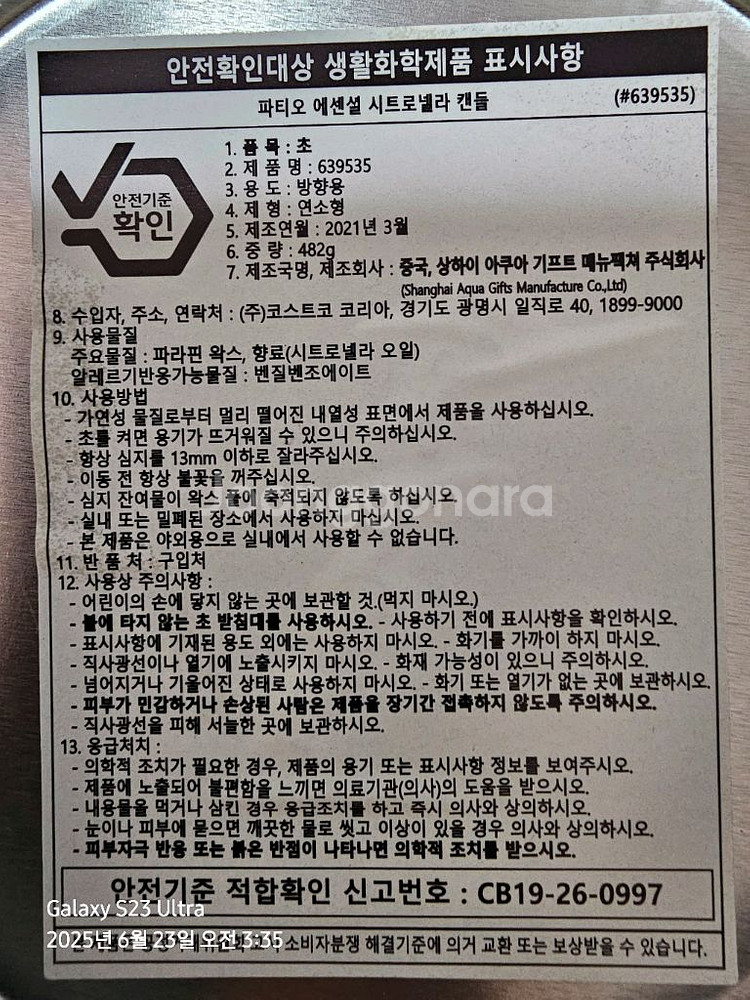 안전확인대상 생활화학제품 표시사항
파티오 에센셜 시트로넬라 캔들 (#639535)
안전기준
확인
1. 품 목 : 초
2. 제 품 명 : 639535
3. 용 도 : 방향용
4. 제 형 : 연소형
5. 제조연월 : 2021년 3월
6. 중 량 : 482g
7. 제조국명, 제조회사 : 중국, 상하이 아쿠아 기프트 매뉴팩쳐 주식회사
(Shanghai Aqua Gifts Manufacture Co.,Ltd)
8. 수입자, 주소, 연락처 : (주)코스트코 코리아, 경기도 광명시 일직로 40, 1899-9000
9. 사용물질
주요물질 : 파라핀 왁스, 향료(시트로넬라 오일)
알레르기반응가능물질 : 벤질벤조에이트
10. 사용방법
- 가연성 물질로부터 멀리 떨어진 내열성 표면에서 제품을 사용하십시오.
- 초를 켜면 용기가 뜨거워질 수 있으니 주의하십시오.
- 항상 심지를 13mm 이하로 잘라주십시오.
- 이동 전 항상 불꽃을 꺼주십시오.
- 심지 잔여물이 왁스 풀이 축적되지 않도록 하십시오.
- 실내 또는 밀폐된 장소에서 사용하지 마십시오.
- 본 제품은 야외용으로 실내에서 사용할 수 없습니다.
11. 반 품 처 : 구입처
12. 사용상 주의사항 :
- 어린이의 손에 닿지 않는 곳에 보관할 것.(먹지 마시오.)
- 불에 타지 않는 초 받침대를 사용하시오. - 사용하기 전에 표시사항을 확인하시오.
- 표시사항에 기재된 용도 외에는 사용하지 마시오. - 화기를 가까이 하지 마시오.
- 직사광선이나 열기에 노출시키지 마시오. - 화재 가능성이 있으니 주의하시오.
- 넘어지거나 기울어진 상태로 사용하지 마시오. - 화기 또는 열기가 없는 곳에 보관하시오.
- 피부가 민감하거나 손상된 사람은 제품을 장기간 접촉하지 않도록 주의하시오.
- 직사광선을 피해 서늘한 곳에 보관하시오.
13. 응급처치 :
- 의학적 조치가 필요한 경우, 제품의 용기 또는 표시사항 정보를 보여주시오.
- 제품에 노출되어 불편함을 느끼면 의료기관(의사)의 도움을 받으시오.
- 내용물을 먹거나 삼킨 경우 응급조치를 하고 즉시 의사와 상의하시오.
- 눈이나 피부에 묻으면 깨끗한 물로 씻고 이상이 있을 경우 의사와 상의하시오.
- 피부자극 반응 또는 붉은 반점이 나타나면 의학적 조치를 받으시오.
안전기준 적합확인 신고번호 : CB19-26-0997
Galaxy S23 Ultra
2025년 6월 23일 오전 3:35
소비자분쟁 해결기준에 의거 교환 또는 보상받을 수 있습니다.